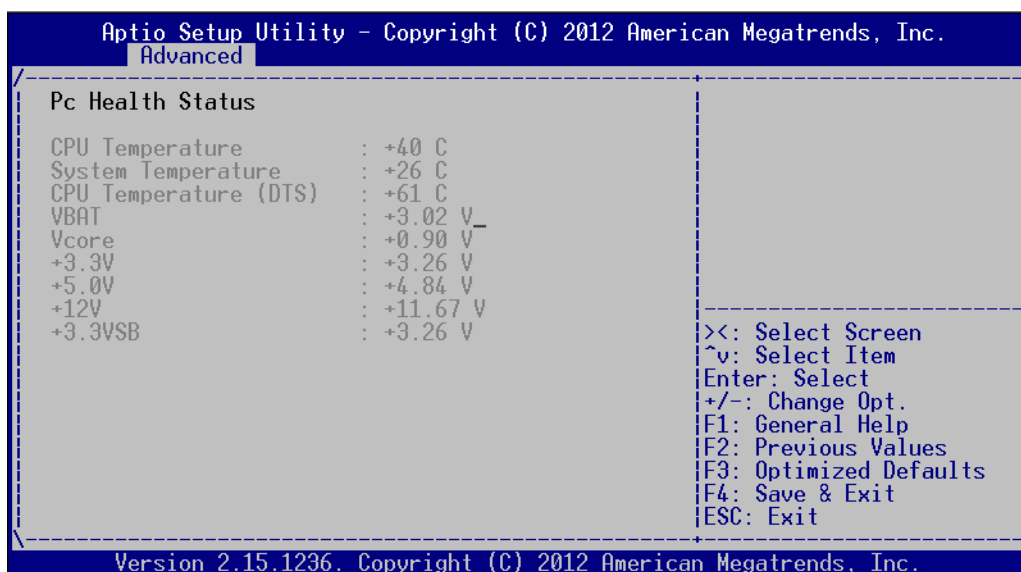 Aptio Setup Utility - Copyright (C) 2012 American Megatrends, Inc.
Advanced
Pc Health Status
CPU Temperature : +40 C
System Temperature : +26 C
CPU Temperature (DTS) : +61 C
VBAT : +3.02 V_
Vcore : +0.90 V
+3.3V : +3.26 V
+5.0V : +4.84 V
+12V : +11.67 V
+3.3VSB : +3.26 V
><: Select Screen
^v: Select Item
Enter: Select
+/-: Change Opt.
F1: General Help
F2: Previous Values
F3: Optimized Defaults
F4: Save & Exit
ESC: Exit
Version 2.15.1236. Copyright (C) 2012 American Megatrends, Inc.